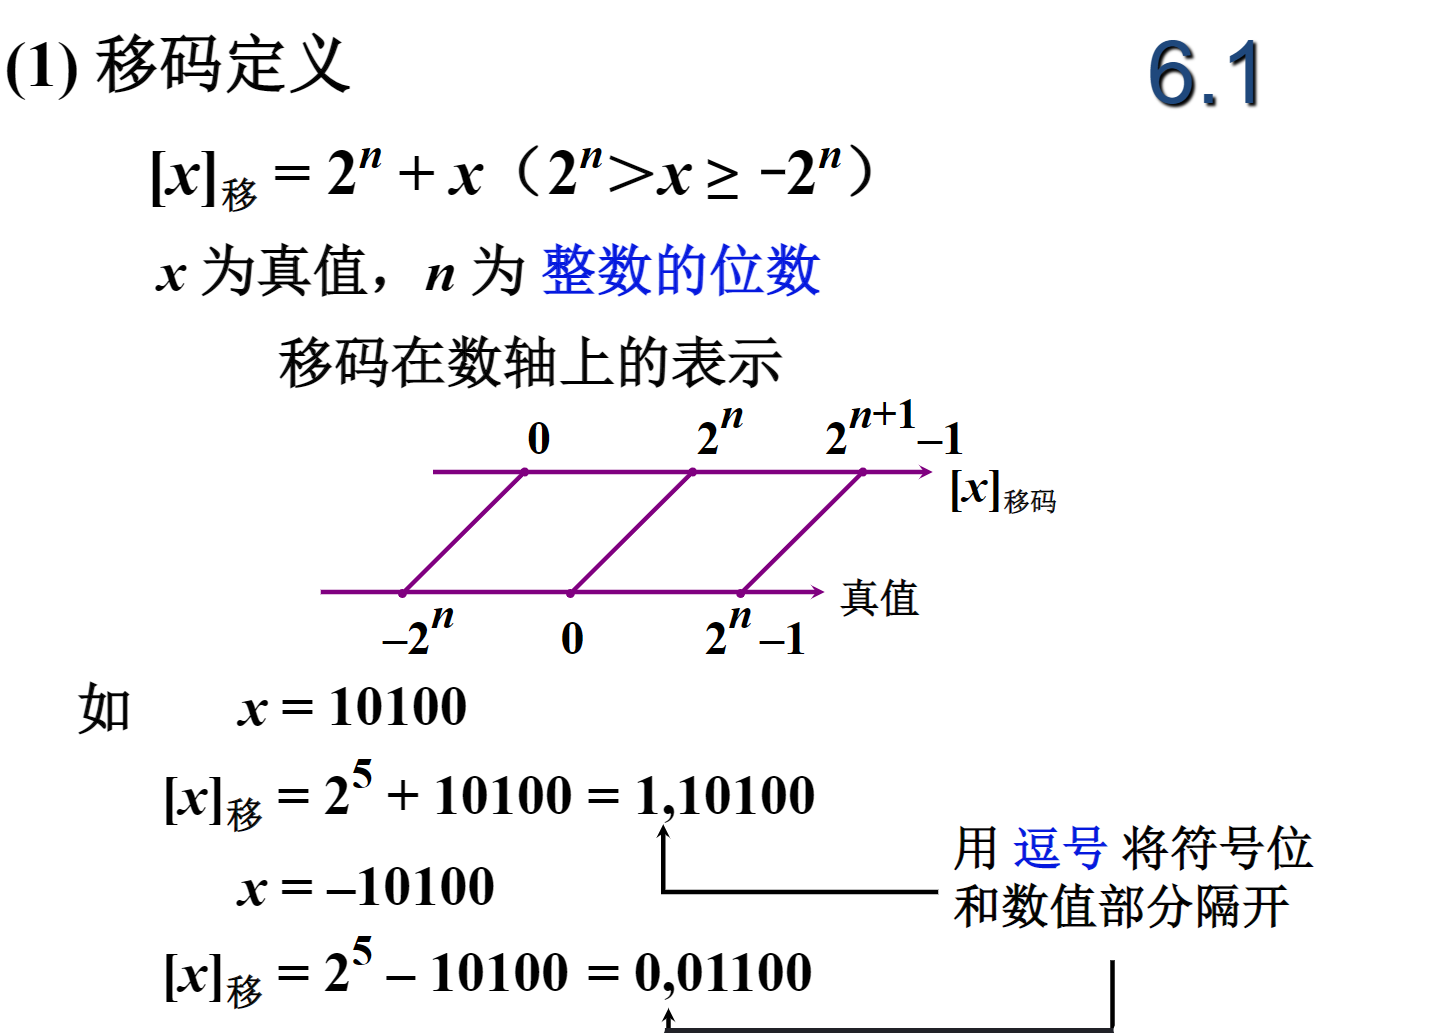 (1) 移码定义
6.1
[x]移 = 2^n + x（2^n＞x ≥ −2^n）
x 为真值，n 为 整数的位数
移码在数轴上的表示
0 2^n 2^{n+1}–1
[x]移码
真值
–2^n 0 2^n –1
如 x = 10100
[x]移 = 2^5 + 10100 = 1,10100
用 逗号 将符号位
和数值部分隔开
x = –10100
[x]移 = 2^5 – 10100 = 0,01100